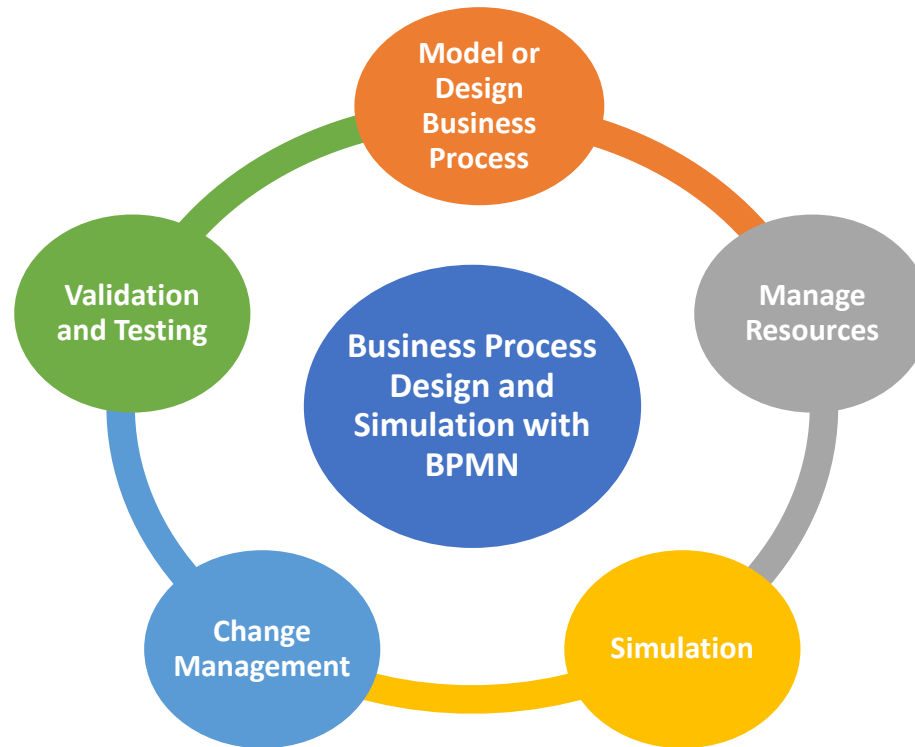 Model or
Design
Business
Process
Validation
and Testing
Manage
Resources
Business Process
Design and
Simulation with
BPMN
Change
Management
Simulation